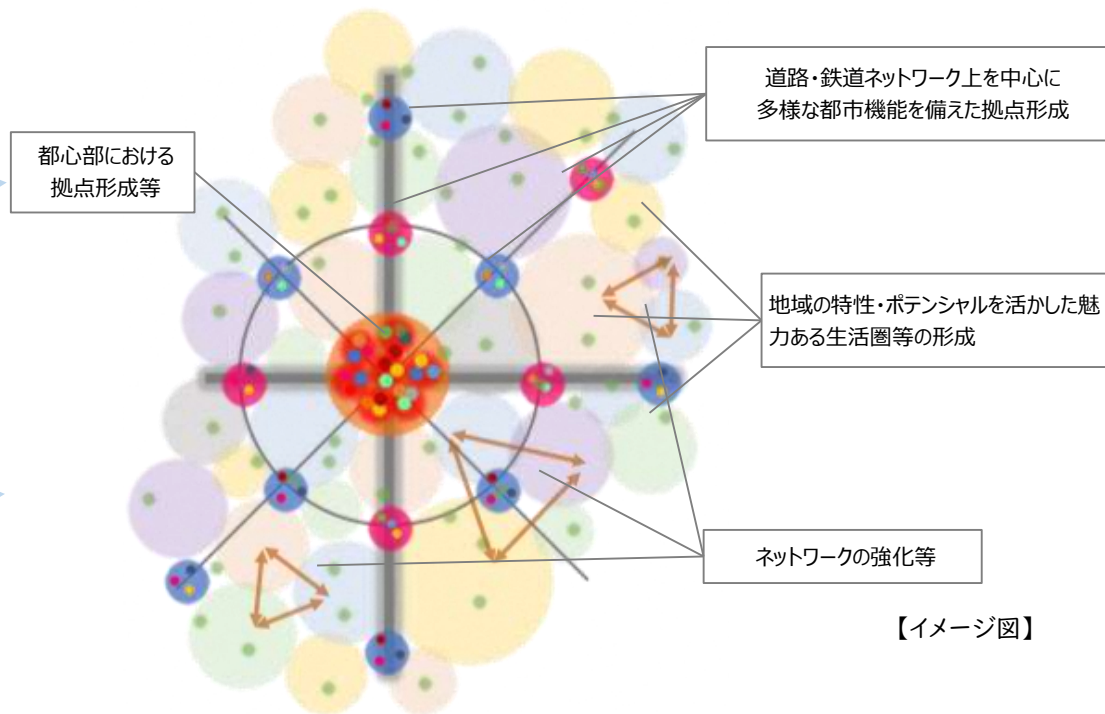 道路・鉄道ネットワーク上を中心に
多様な都市機能を備えた拠点形成
都心部における
拠点形成等
地域の特性・ポテンシャルを活かした魅
力ある生活圏等の形成
ネットワークの強化等
【イメージ図】